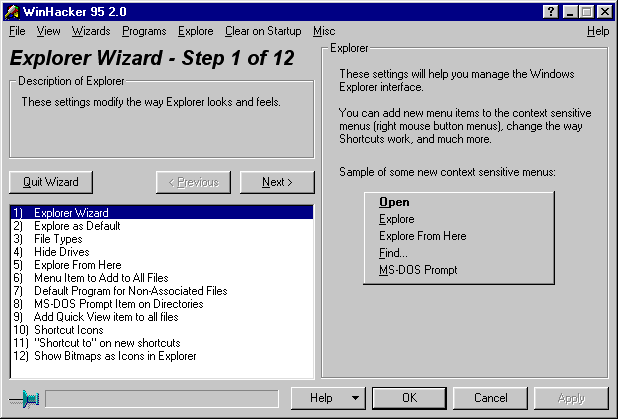 WinHacker 95 2.0
File View Wizards Programs Explore Clear on Startup Misc Help
Explorer Wizard - Step 1 of 12
Description of Explorer
These settings modify the way Explorer looks and feels.
Quit Wizard < Previous Next >
1) Explorer Wizard
2) Explore as Default
3) File Types
4) Hide Drives
5) Explore From Here
6) Menu Item to Add to All Files
7) Default Program for Non-Associated Files
8) MS-DOS Prompt Item on Directories
9) Add Quick View item to all files
10) Shortcut Icons
11) "Shortcut to" on new shortcuts
12) Show Bitmaps as Icons in Explorer
Explorer
These settings will help you manage the Windows
Explorer interface.
You can add new menu items to the context sensitive
menus (right mouse button menus), change the way
Shortcuts work, and much more.
Sample of some new context sensitive menus:
Open
Explore
Explore From Here
Find...
MS-DOS Prompt
Help OK Cancel Apply